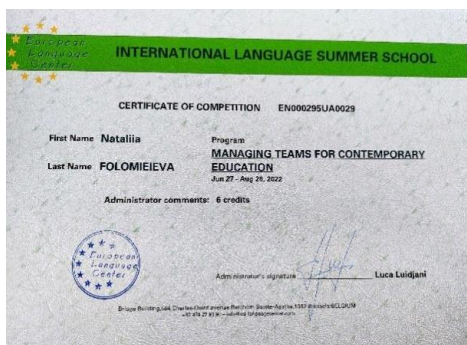 European
Language
Center
INTERNATIONAL LANGUAGE SUMMER SCHOOL
CERTIFICATE OF COMPETITION EN000295UA0029
First Name Nataliia
Program
MANAGING TEAMS FOR CONTEMPORARY
Last Name FOLOMIEIEVA
EDUCATION
Jun 27 - Aug 28, 2022
Administrator comments: 6 credits
European
Language
Center
Administrator's signature Luca Luidjani